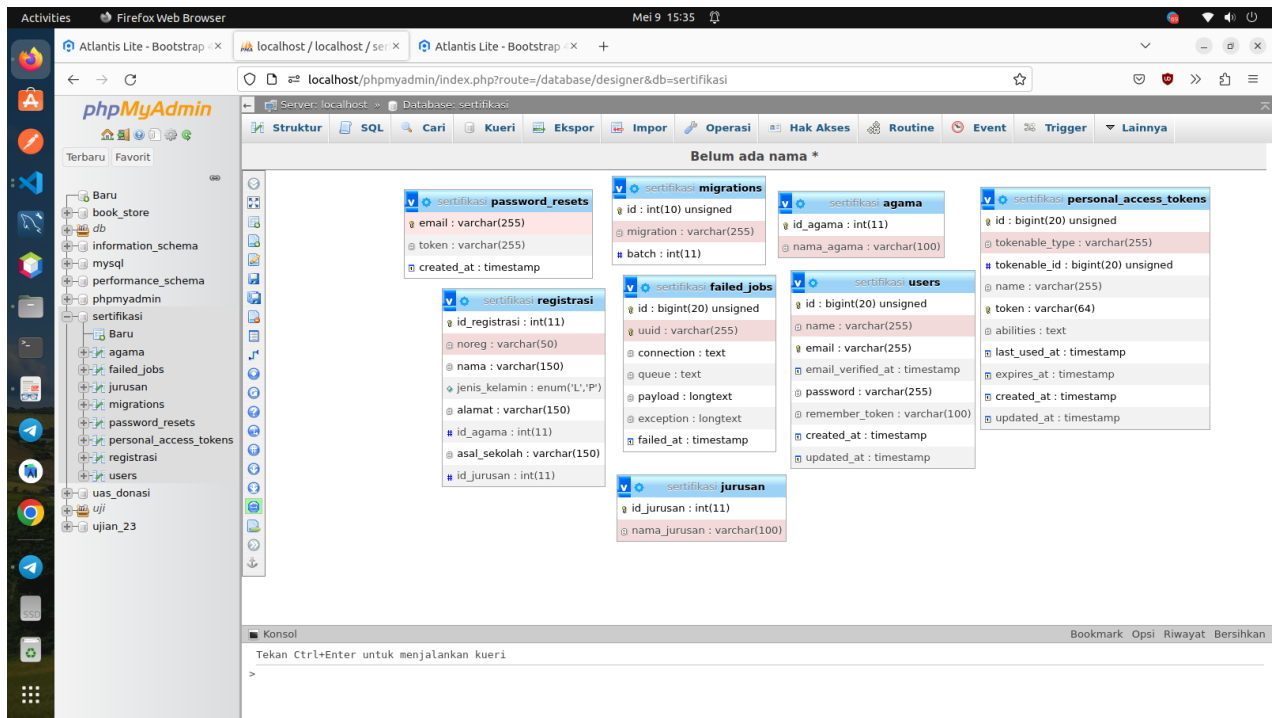 Activities Firefox Web Browser Mei 9 15:35
Atlantis Lite - Bootstrap 4 localhost / localhost / ser Atlantis Lite - Bootstrap 4
localhost/phpmyadmin/index.php?route=/database/designer&db=sertifikasi
phpMyAdmin
Terbaru Favorit
Baru
book_store
db
information_schema
mysql
performance_schema
phpmyadmin
sertifikasi
Baru
agama
failed_jobs
jurusan
migrations
password_resets
personal_access_tokens
registrasi
users
uas_donasi
uji
ujian_23
Server: localhost » Database: sertifikasi
Struktur SQL Cari Kueri Ekspor Impor Operasi Hak Akses Routine Event Trigger Lainnya
Belum ada nama *
sertifikasi password_resets
email : varchar(255)
token : varchar(255)
created_at : timestamp
sertifikasi migrations
id : int(10) unsigned
migration : varchar(255)
batch : int(11)
sertifikasi agama
id_agama : int(11)
nama_agama : varchar(100)
sertifikasi personal_access_tokens
id : bigint(20) unsigned
tokenable_type : varchar(255)
tokenable_id : bigint(20) unsigned
name : varchar(255)
token : varchar(64)
abilities : text
last_used_at : timestamp
expires_at : timestamp
created_at : timestamp
updated_at : timestamp
sertifikasi registrasi
id_registrasi : int(11)
noreg : varchar(50)
nama : varchar(150)
jenis_kelamin : enum('L','P')
alamat : varchar(150)
id_agama : int(11)
asal_sekolah : varchar(150)
id_jurusan : int(11)
sertifikasi failed_jobs
id : bigint(20) unsigned
uuid : varchar(255)
connection : text
queue : text
payload : longtext
exception : longtext
failed_at : timestamp
sertifikasi users
id : bigint(20) unsigned
name : varchar(255)
email : varchar(255)
email_verified_at : timestamp
password : varchar(255)
remember_token : varchar(100)
created_at : timestamp
updated_at : timestamp
sertifikasi jurusan
id_jurusan : int(11)
nama_jurusan : varchar(100)
Konsol Bookmark Opsi Riwayat Bersihkan
Tekan Ctrl+Enter untuk menjalankan kueri
>
SSD